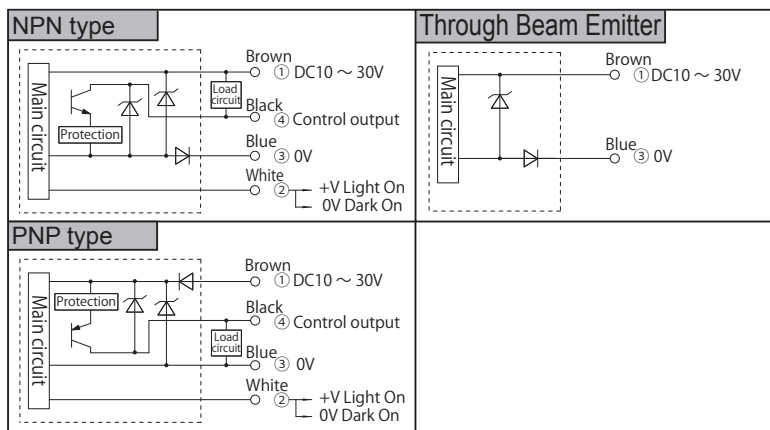 NPN type
Main circuit
Protection
Load
circuit
Brown
① DC10 ～ 30V
Black
④ Control output
Blue
③ 0V
White
② +V Light On
0V Dark On
Through Beam Emitter
Main circuit
Brown
① DC10 ～ 30V
Blue
③ 0V
PNP type
Main circuit
Protection
Load
circuit
Brown
① DC10 ～ 30V
Black
④ Control output
Blue
③ 0V
White
② +V Light On
0V Dark On